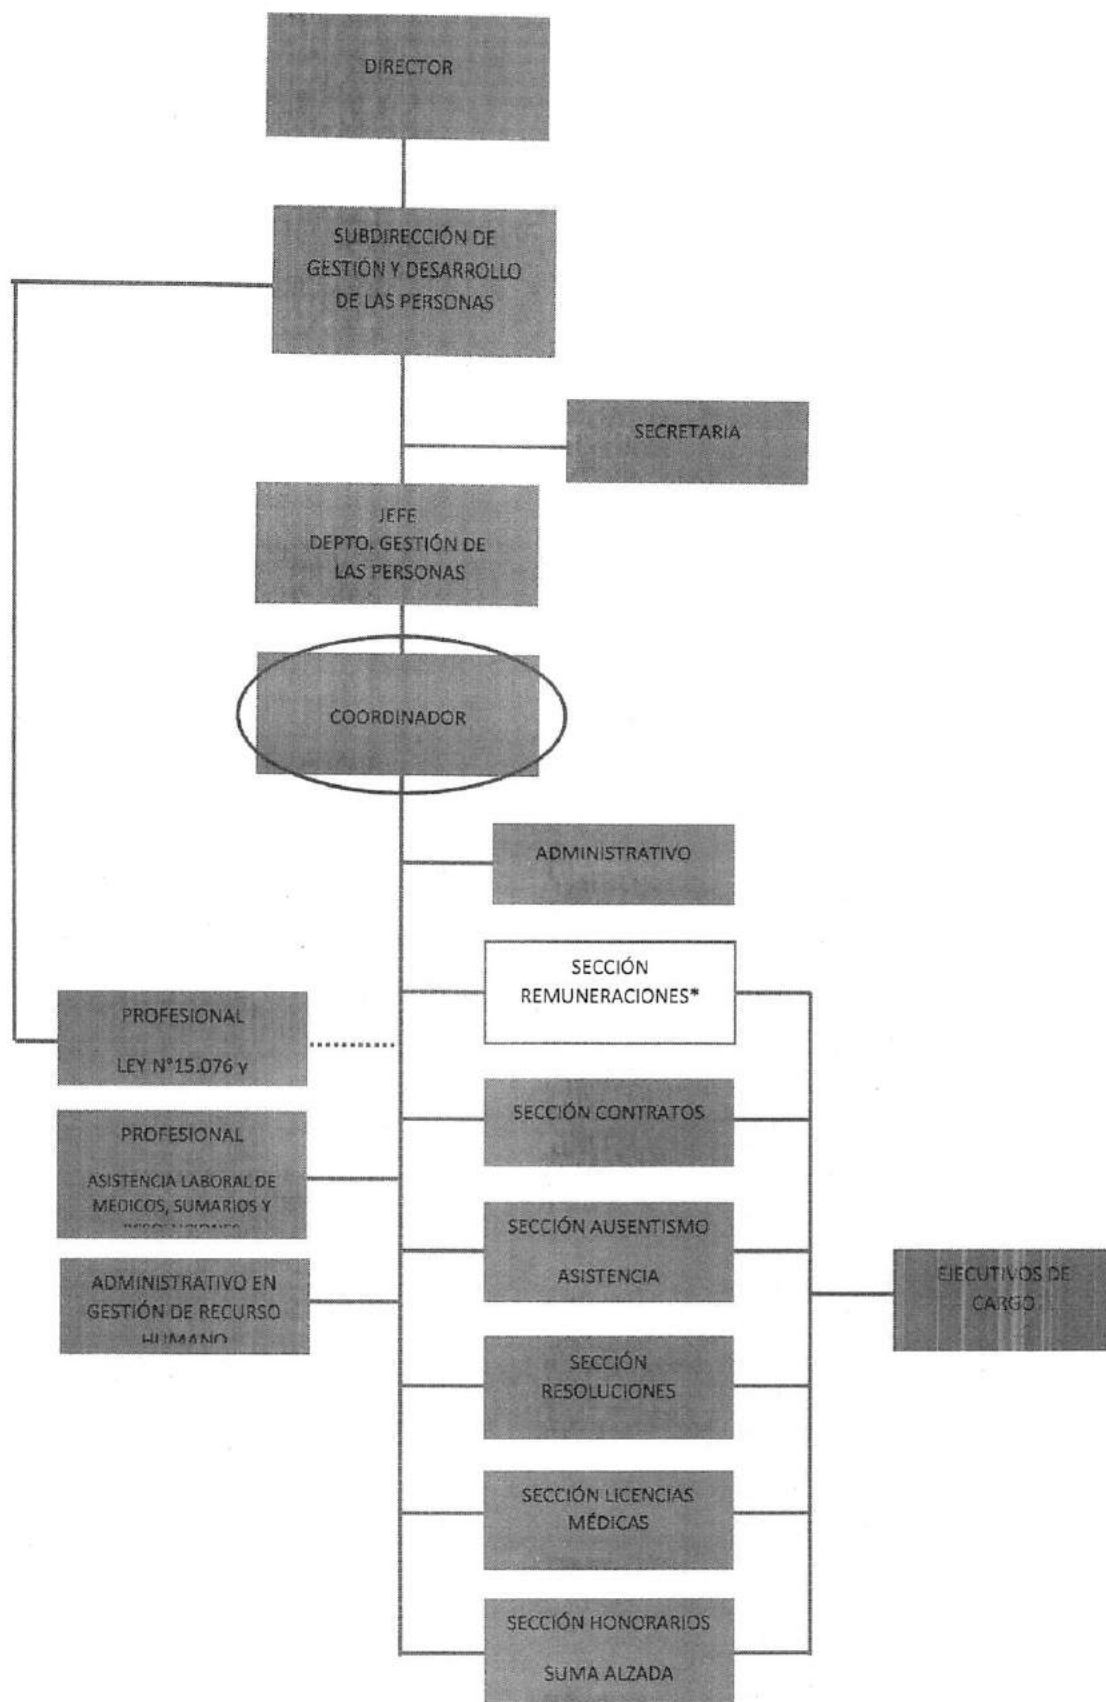 DIRECTOR
SUBDIRECCIÓN DE
GESTIÓN Y DESARROLLO
DE LAS PERSONAS
SECRETARIA
JEFE
DEPTO. GESTIÓN DE
LAS PERSONAS
COORDINADOR
ADMINISTRATIVO
SECCIÓN
REMUNERACIONES*
PROFESIONAL
LEY N°15.076 y
SECCIÓN CONTRATOS
PROFESIONAL
ASISTENCIA LABORAL DE
MEDICOS, SUMARIOS Y
SECCIÓN AUSENTISMO
ASISTENCIA
ADMINISTRATIVO EN
GESTIÓN DE RECURSO
HUMANO
EJECUTIVOS DE
CARGO
SECCIÓN
RESOLUCIONES
SECCIÓN LICENCIAS
MÉDICAS
SECCIÓN HONORARIOS
SUMA ALZADA